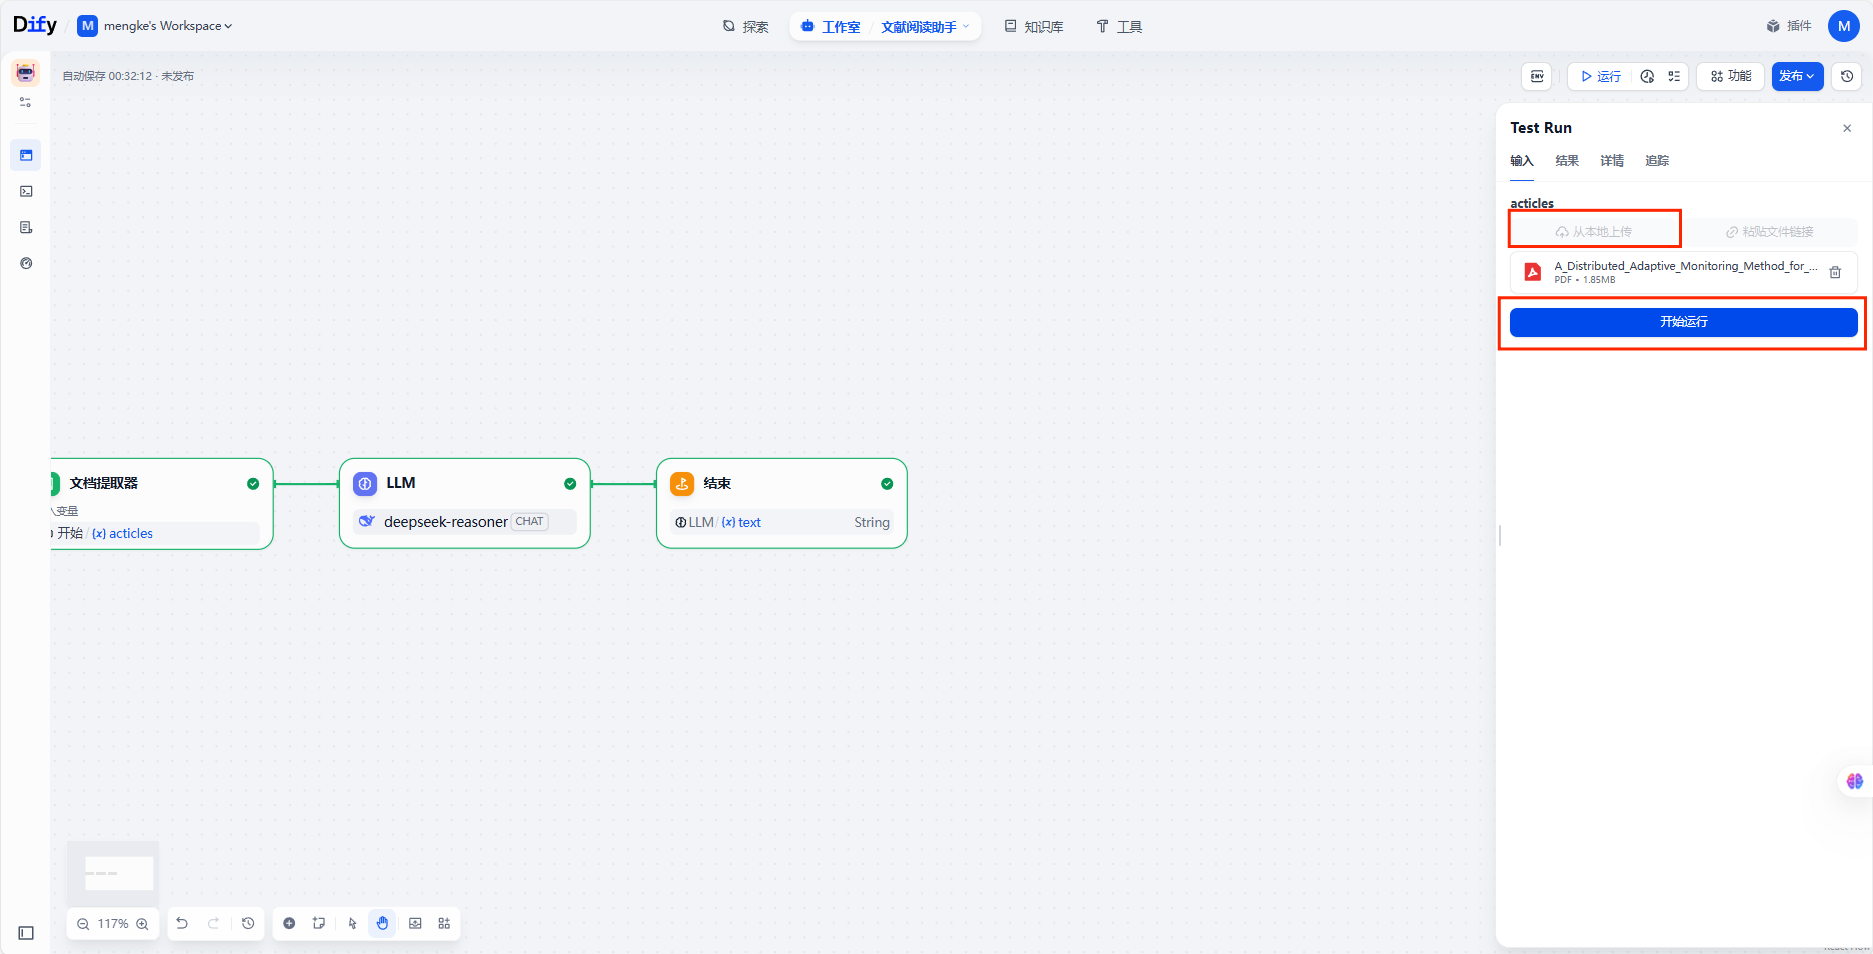 Dify
M mengke's Workspace
探索
工作室 / 文献阅读助手
知识库
工具
插件
M
自动保存 00:32:12 · 未发布
ENV
运行
功能
发布
Test Run
输入 结果 详情 追踪
acticles
从本地上传
粘贴文件链接
A_Distributed_Adaptive_Monitoring_Method_for_...
PDF • 1.85MB
开始运行
文档提取器
入变量
开始 / (x) acticles
LLM
deepseek-reasoner CHAT
结束
LLM / (x) text String
117%
React Flow